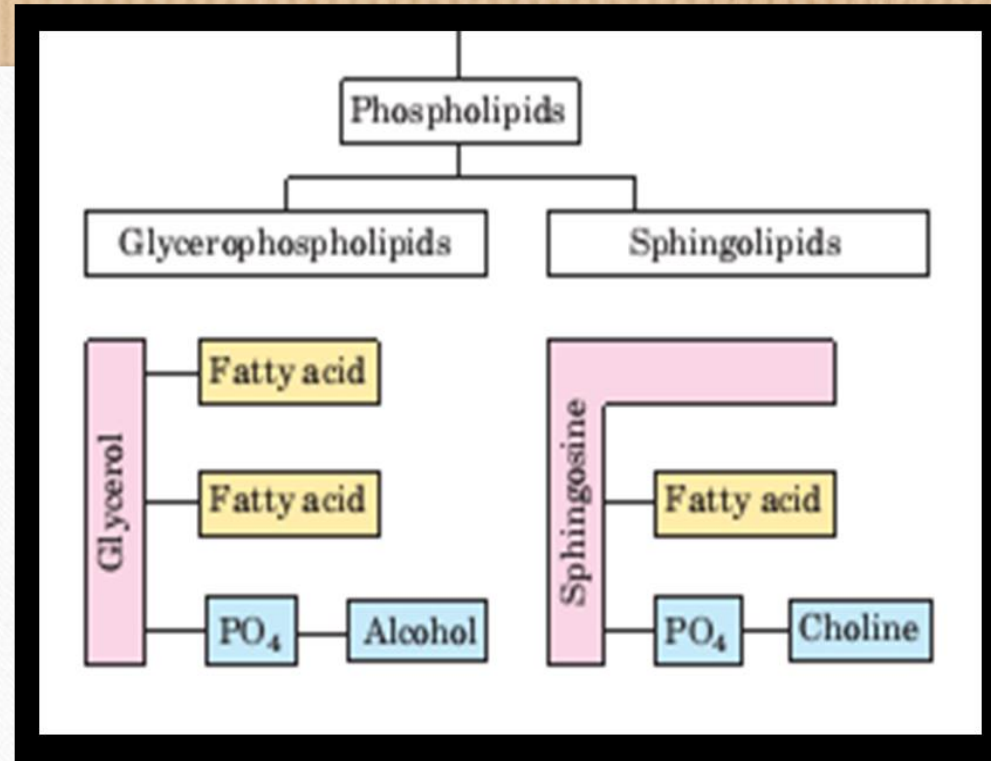 Phospholipids
Glycerophospholipids
Sphingolipids
Glycerol
Fatty acid
Fatty acid
PO₄
Alcohol
Sphingosine
Fatty acid
PO₄
Choline